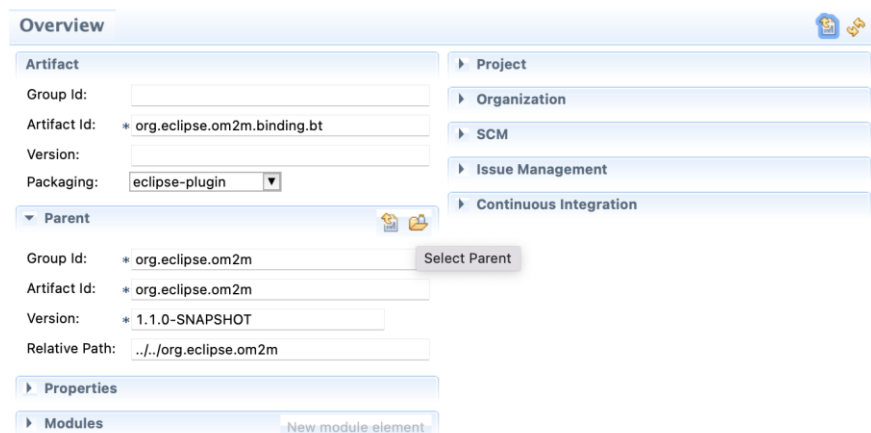 Overview
Artifact
Group Id:
Artifact Id: * org.eclipse.om2m.binding.bt
Version:
Packaging: eclipse-plugin
Parent
Group Id: * org.eclipse.om2m
Select Parent
Artifact Id: * org.eclipse.om2m
Version: * 1.1.0-SNAPSHOT
Relative Path: ../../org.eclipse.om2m
Properties
Modules
New module element
Project
Organization
SCM
Issue Management
Continuous Integration